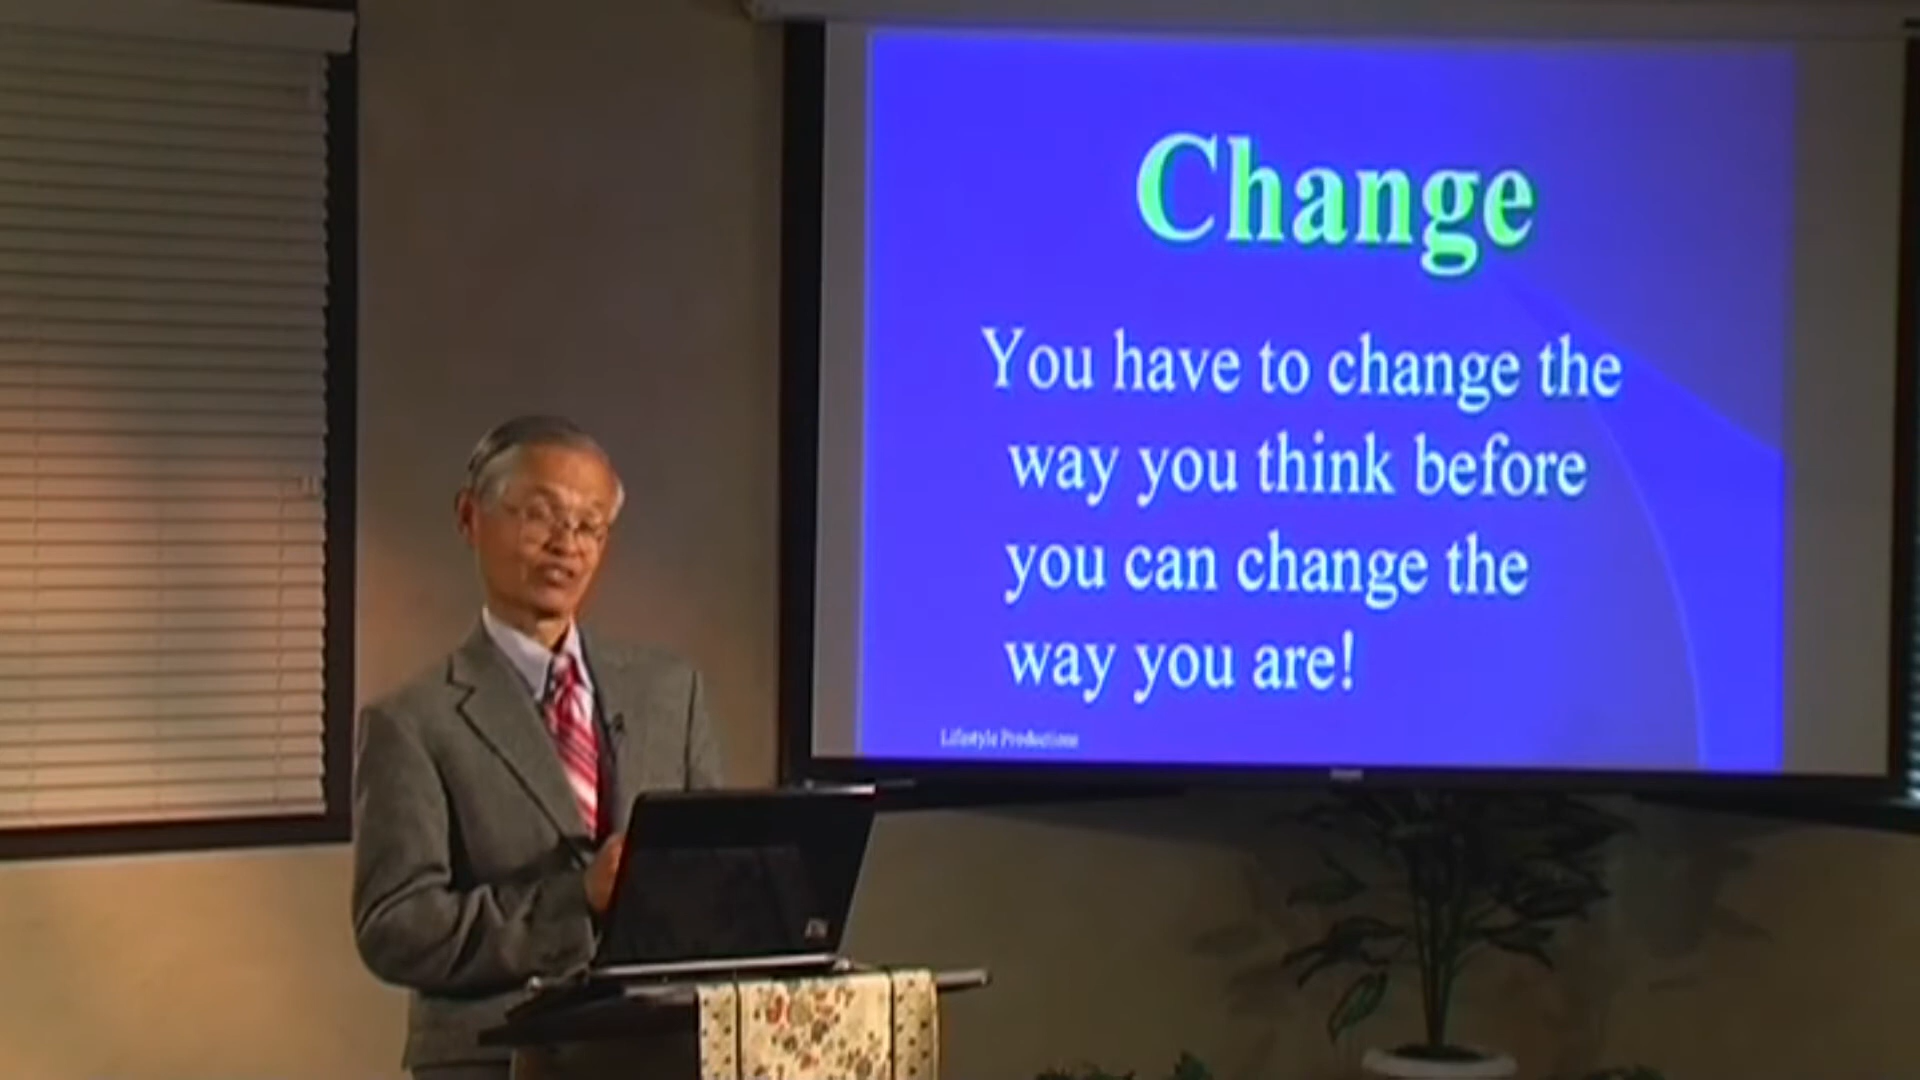 Change
You have to change the
way you think before
you can change the
way you are!
Lifestyle Productions